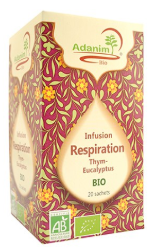 Adanim
Bio
Infusion
Respiration
Thym-
Eucalyptus
BIO
20 sachets
AB